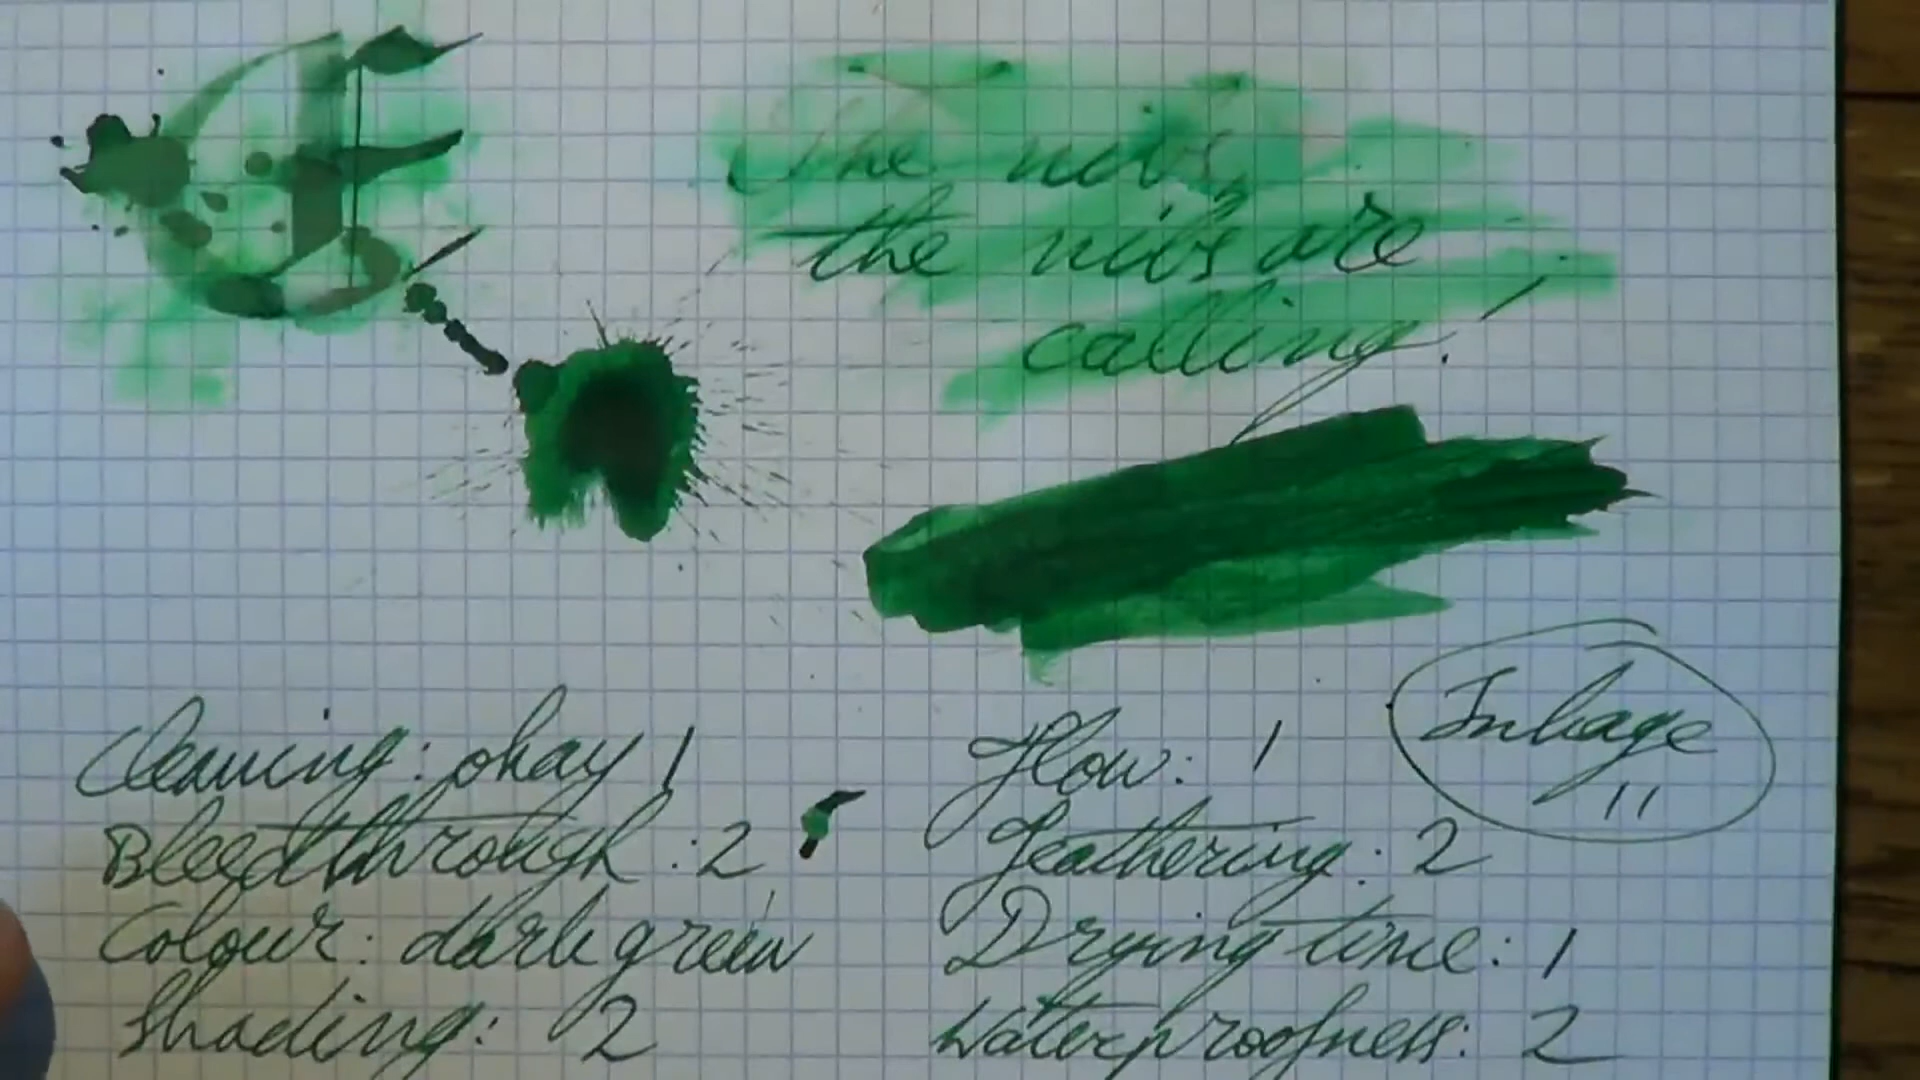 The nibs,
the nibs are
calling!
Cleaning: okay 1
Bleedthrough: 2
Colour: dark green
Shading: 2
Flow: 1
Feathering: 2
Drying time: 1
Waterproofness: 2
Inkage
11